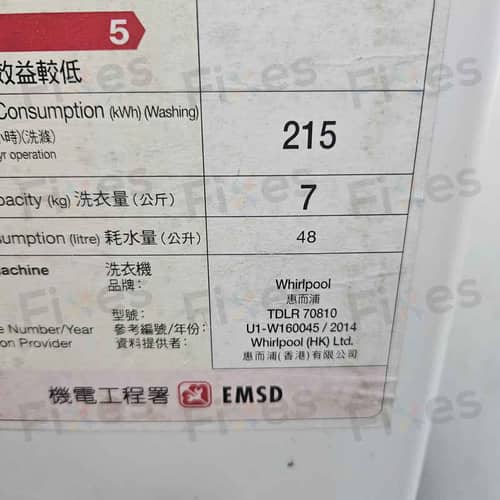 5
效益較低
Consumption (kWh) (Washing)
小時)(洗滌)
yr operation
215
pacity (kg) 洗衣量 (公斤)
7
sumption (litre) 耗水量 (公升)
48
achine 洗衣機
品牌:
Whirlpool
惠而浦
型號:
TDLR 70810
e Number/Year 參考編號/年份:
U1-W160045 / 2014
on Provider 資料提供者:
Whirlpool (HK) Ltd.
惠而浦(香港)有限公司
機電工程署 EMSD
Fixes